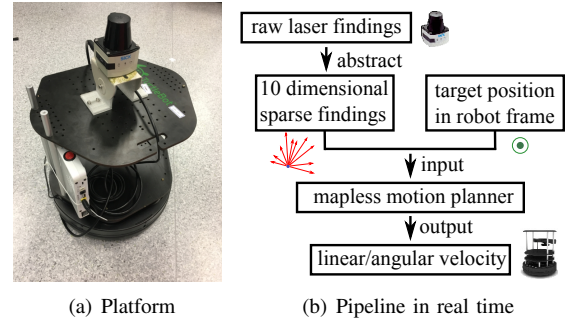 raw laser findings
abstract
10 dimensional
sparse findings
target position
in robot frame
input
mapless motion planner
output
linear/angular velocity
(a) Platform
(b) Pipeline in real time